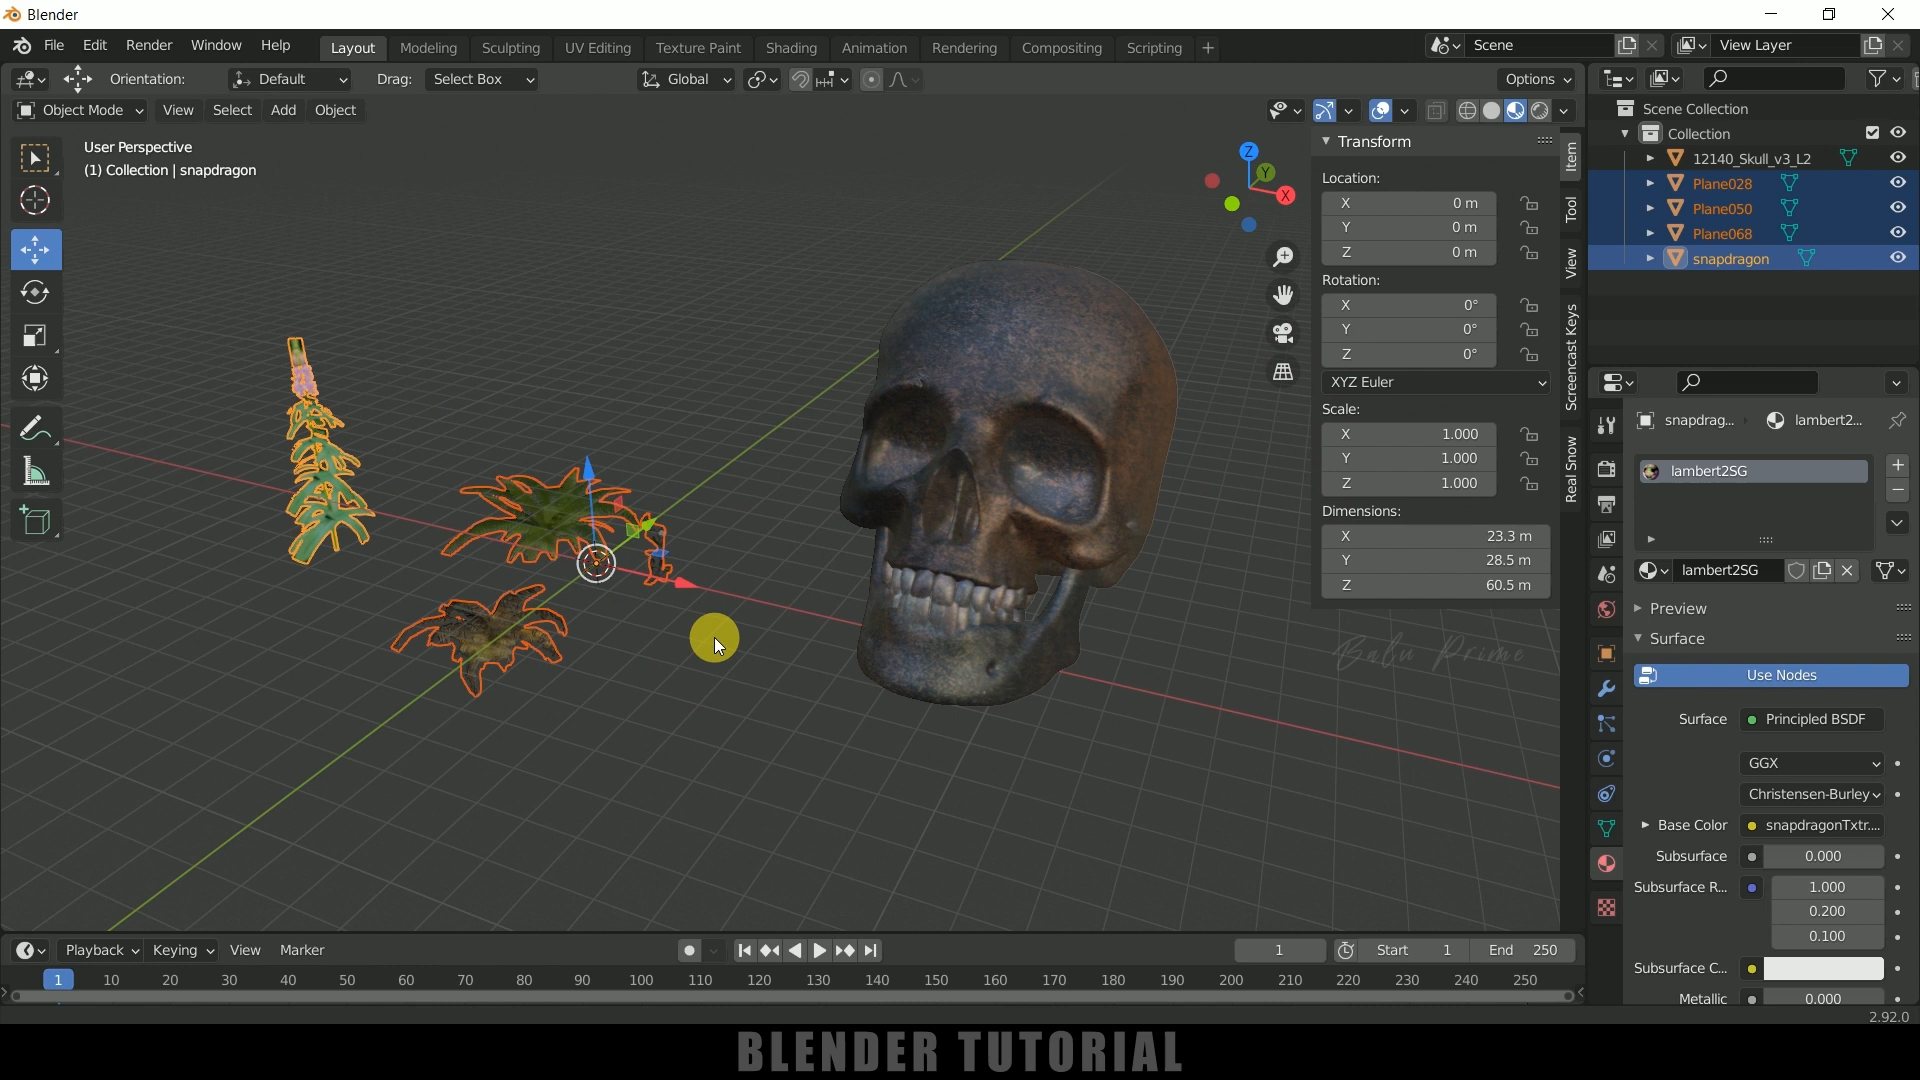 Blender
File Edit Render Window Help Layout Modeling Sculpting UV Editing Texture Paint Shading Animation Rendering Compositing Scripting + Scene View Layer
Orientation: Default Drag: Select Box Global Options
Object Mode View Select Add Object
User Perspective
(1) Collection | snapdragon
Z
Y
X
Transform
Location:
X 0 m
Y 0 m
Z 0 m
Rotation:
X 0°
Y 0°
Z 0°
XYZ Euler
Scale:
X 1.000
Y 1.000
Z 1.000
Dimensions:
X 23.3 m
Y 28.5 m
Z 60.5 m
Item
Tool
View
Screencast Keys
Real Snow
Balu Prime
Scene Collection
Collection
12140_Skull_v3_L2
Plane028
Plane050
Plane068
snapdragon
snapdrag... lambert2...
lambert2SG
lambert2SG
Preview
Surface
Use Nodes
Surface Principled BSDF
GGX
Christensen-Burley
Base Color snapdragonTxtr....
Subsurface 0.000
Subsurface R... 1.000
0.200
0.100
Subsurface C...
Metallic 0.000
Playback Keying View Marker 1 Start 1 End 250
1 10 20 30 40 50 60 70 80 90 100 110 120 130 140 150 160 170 180 190 200 210 220 230 240 250
2.92.0
BLENDER TUTORIAL